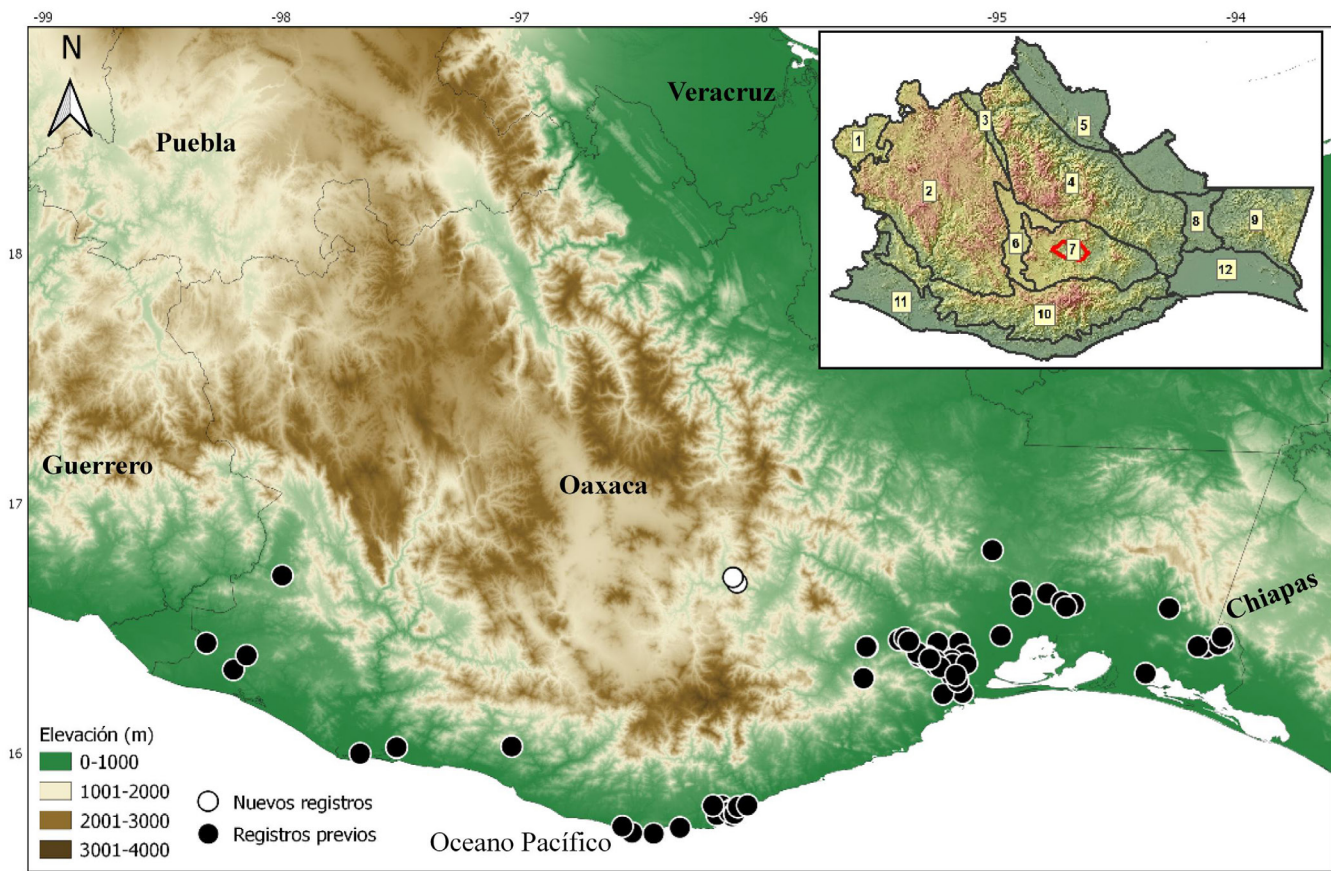 -99 -98 -97 -96 -95 -94
N
Veracruz
Puebla
18
Guerrero
17
Oaxaca
Chiapas
16
Oceano Pacífico
Elevación (m)
0-1000
1001-2000
2001-3000
3001-4000
Nuevos registros
Registros previos
1
2
3
4
5
6
7
8
9
10
11
12